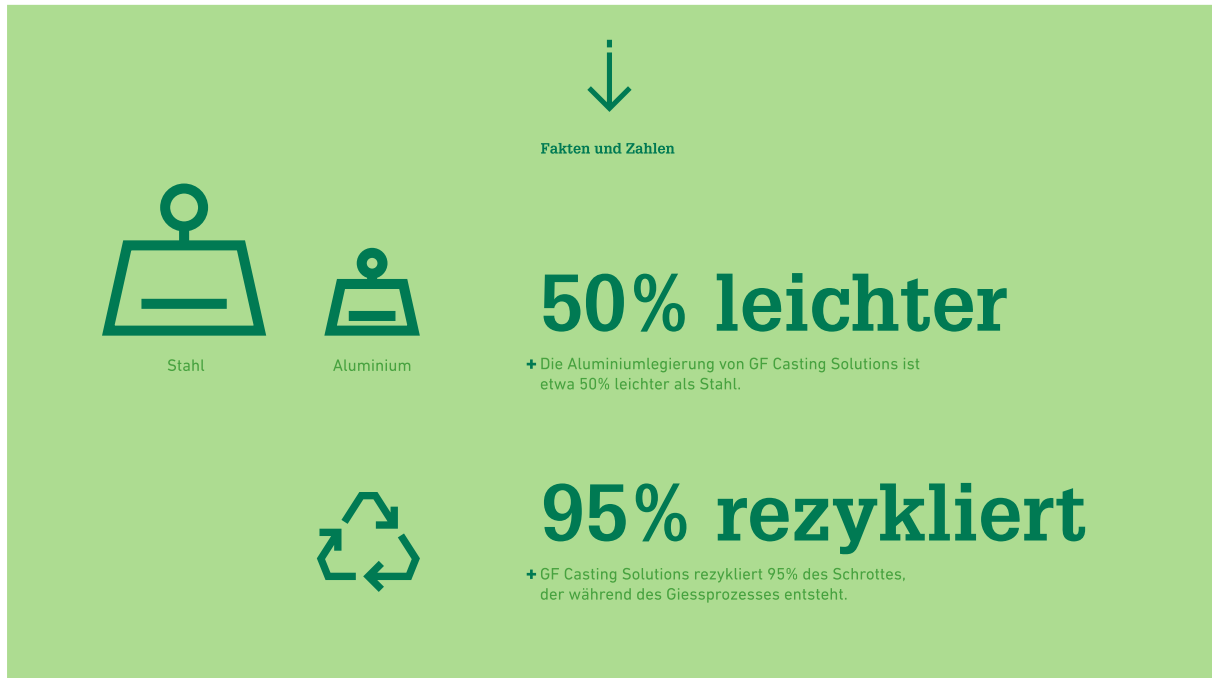 Fakten und Zahlen
Stahl
Aluminium
50% leichter
+ Die Aluminiumlegierung von GF Casting Solutions ist
etwa 50% leichter als Stahl.
95% rezykliert
+ GF Casting Solutions rezykliert 95% des Schrottes,
der während des Giessprozesses entsteht.